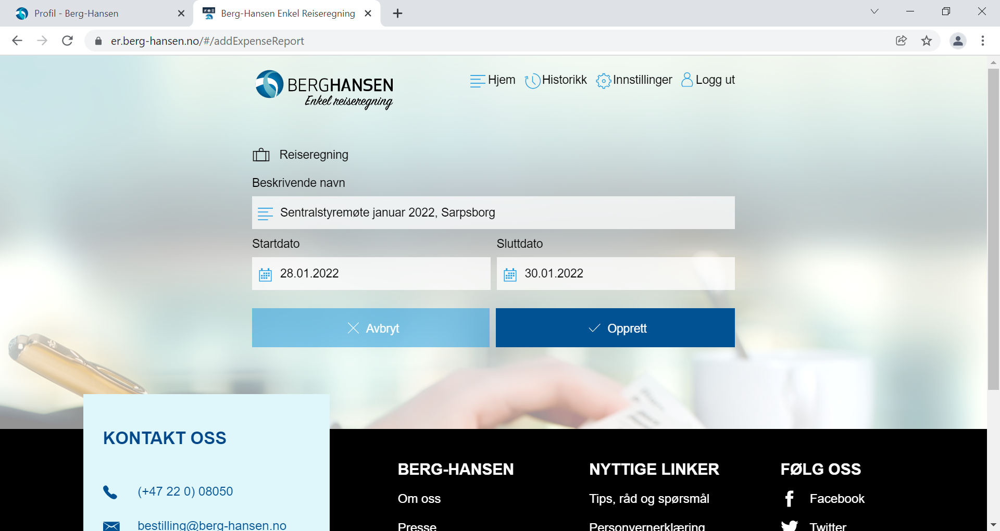 Profil - Berg-Hansen
Berg-Hansen Enkel Reiseregning
er.berg-hansen.no/#/addExpenseReport
BERGHANSEN
Enkel reiseregning
Hjem
Historikk
Innstillinger
Logg ut
Reiseregning
Beskrivende navn
Sentralstyremøte januar 2022, Sarpsborg
Startdato
Sluttdato
28.01.2022
30.01.2022
Avbryt
Opprett
KONTAKT OSS
(+47 22 0) 08050
bestilling@berg-hansen.no
BERG-HANSEN
Om oss
Presse
NYTTIGE LINKER
Tips, råd og spørsmål
Personvernerklæring
FØLG OSS
Facebook
Twitter